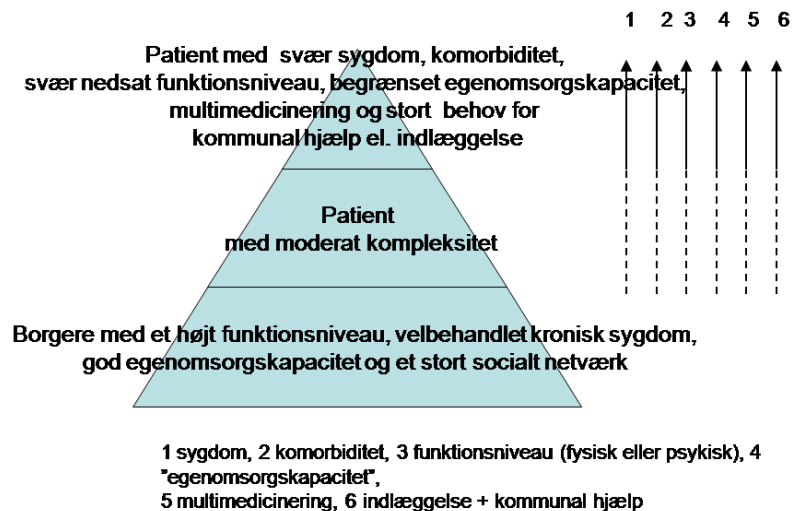 1 2 3 4 5 6
Patient med svær sygdom, komorbiditet,
svær nedsat funktionsniveau, begrænset egenomsorgskapacitet,
multimedicinering og stort behov for
kommunal hjælp el. indlæggelse
Patient
med moderat kompleksitet
Borgere med et højt funktionsniveau, velbehandlet kronisk sygdom,
god egenomsorgskapacitet og et stort socialt netværk
1 sygdom, 2 komorbiditet, 3 funktionsniveau (fysisk eller psykisk), 4
"egenomsorgskapacitet",
5 multimedicinering, 6 indlæggelse + kommunal hjælp